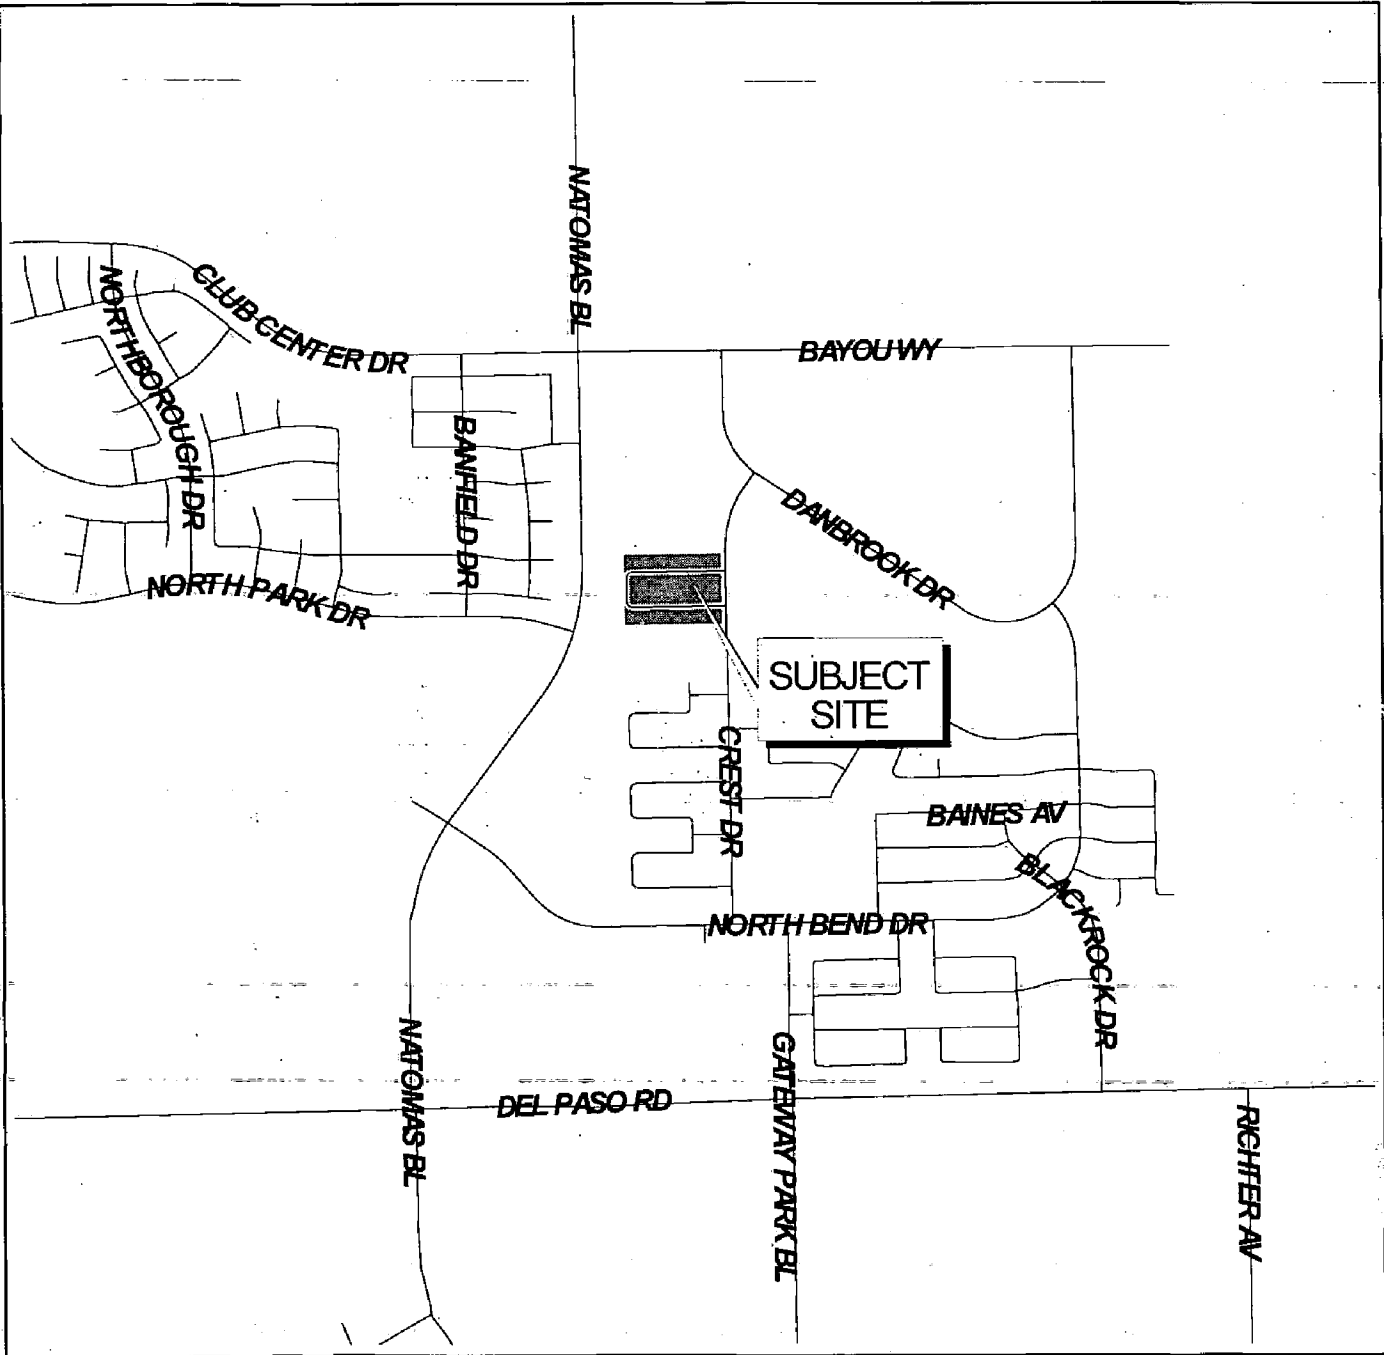 NATOMAS BL
CLUB CENTER DR
NORTHBOROUGH DR
BAYOU WY
BANFIELD DR
DANBROOK DR
NORTH PARK DR
SUBJECT
SITE
CREST DR
BAINES AV
BLACKROCK DR
NORTH BEND DR
NATOMAS BL
GATEWAY PARK BL
DEL PASO RD
RICHTER AV